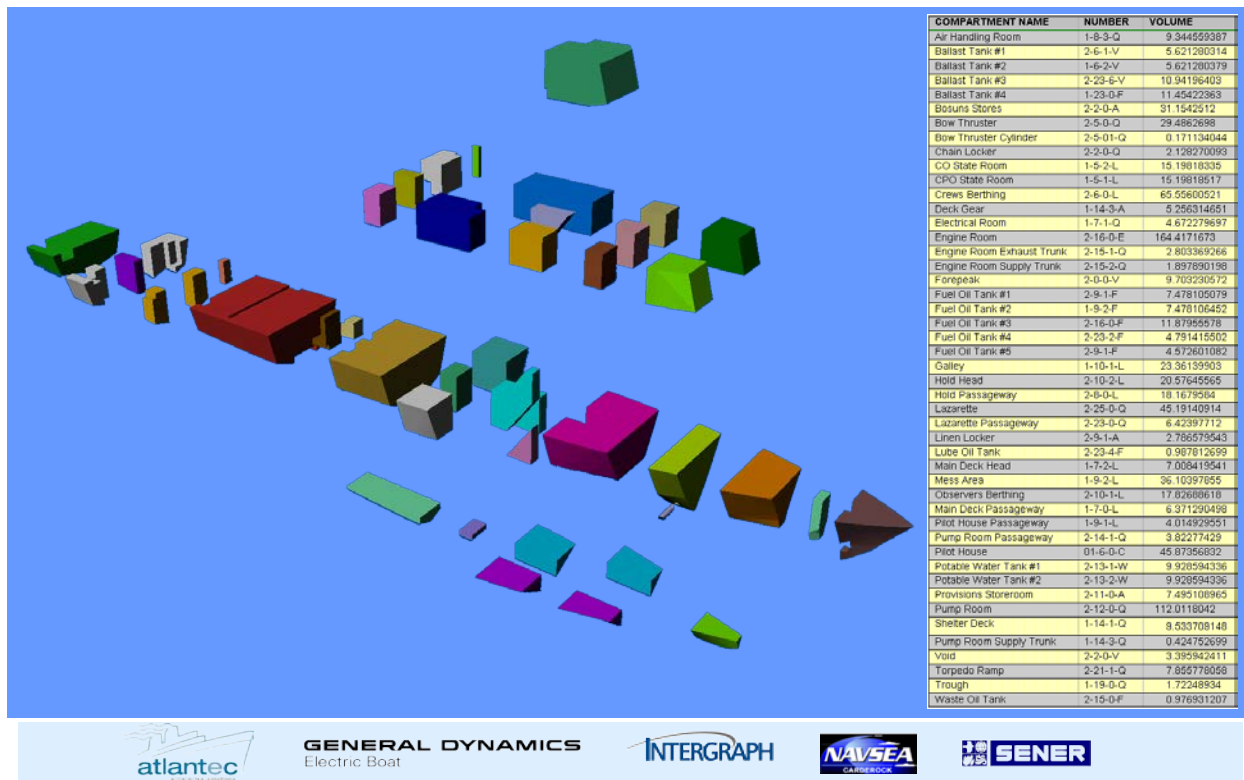 COMPARTMENT NAME NUMBER VOLUME
Air Handling Room 1-8-3-Q 9.344559387
Ballast Tank #1 2-6-1-V 5.621280314
Ballast Tank #2 1-6-2-V 5.621280379
Ballast Tank #3 2-23-6-V 10.94196403
Ballast Tank #4 1-23-0-F 11.45422363
Bosuns Stores 2-2-0-A 31.1542512
Bow Thruster 2-5-0-Q 29.4862698
Bow Thruster Cylinder 2-5-01-Q 0.171134044
Chain Locker 2-2-0-Q 2.128270093
CO State Room 1-5-2-L 15.19818335
CPO State Room 1-5-1-L 15.19818517
Crews Berthing 2-6-0-L 65.55600521
Deck Gear 1-14-3-A 5.256314651
Electrical Room 1-7-1-Q 4.672279697
Engine Room 2-16-0-E 164.4171673
Engine Room Exhaust Trunk 2-15-1-Q 2.803369266
Engine Room Supply Trunk 2-15-2-Q 1.897890198
Forepeak 2-0-0-V 9.703230572
Fuel Oil Tank #1 2-9-1-F 7.478105079
Fuel Oil Tank #2 1-9-2-F 7.478106452
Fuel Oil Tank #3 2-16-0-F 11.87955578
Fuel Oil Tank #4 2-23-2-F 4.791415502
Fuel Oil Tank #5 2-9-1-F 4.572601082
Galley 1-10-1-L 23.36139903
Hold Head 2-10-2-L 20.57645565
Hold Passageway 2-8-0-L 18.1679584
Lazarette 2-25-0-Q 45.19140914
Lazarette Passageway 2-23-0-Q 6.42397712
Linen Locker 2-9-1-A 2.786579543
Lube Oil Tank 2-23-4-F 0.987812699
Main Deck Head 1-7-2-L 7.008419541
Mess Area 1-9-2-L 36.10397855
Observers Berthing 2-10-1-L 17.82688618
Main Deck Passageway 1-7-0-L 6.371290498
Pilot House Passageway 1-9-1-L 4.014929551
Pump Room Passageway 2-14-1-Q 3.82277429
Pilot House 01-6-0-C 45.87356832
Potable Water Tank #1 2-13-1-W 9.928594336
Potable Water Tank #2 2-13-2-W 9.928594336
Provisions Storeroom 2-11-0-A 7.495108965
Pump Room 2-12-0-Q 112.0118042
Shelter Deck 1-14-1-Q 9.533709148
Pump Room Supply Trunk 1-14-3-Q 0.424752699
Void 2-2-0-V 3.395942411
Torpedo Ramp 2-21-1-Q 7.855778058
Trough 1-19-0-Q 1.72248934
Waste Oil Tank 2-15-0-F 0.976931207
atlantec
GENERAL DYNAMICS
Electric Boat
INTERGRAPH
NAVSEA
CARDEROCK
SENER